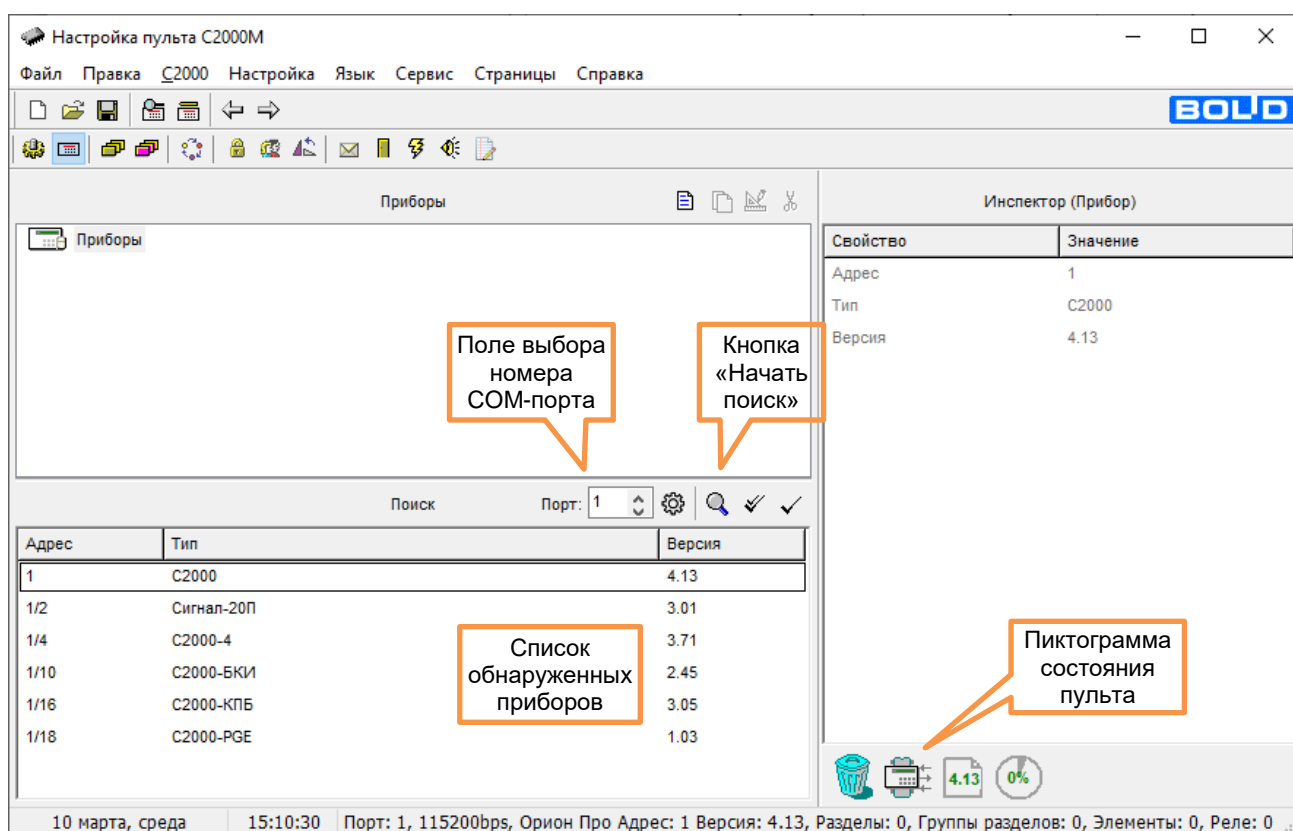 Настройка пульта С2000М
Файл Правка С2000 Настройка Язык Сервис Страницы Справка
BOLID
Приборы
Инспектор (Прибор)
Приборы
Свойство Значение
Адрес 1
Тип С2000
Версия 4.13
Поле выбора
номера
COM-порта
Кнопка
«Начать
поиск»
Поиск Порт: 1
Адрес Тип Версия
1 С2000 4.13
1/2 Сигнал-20П 3.01
1/4 С2000-4 3.71
1/10 С2000-БКИ 2.45
1/16 С2000-КПБ 3.05
1/18 С2000-PGE 1.03
Список
обнаруженных
приборов
Пиктограмма
состояния
пульта
4.13 0%
10 марта, среда 15:10:30 Порт: 1, 115200bps, Орион Про Адрес: 1 Версия: 4.13, Разделы: 0, Группы разделов: 0, Элементы: 0, Реле: 0